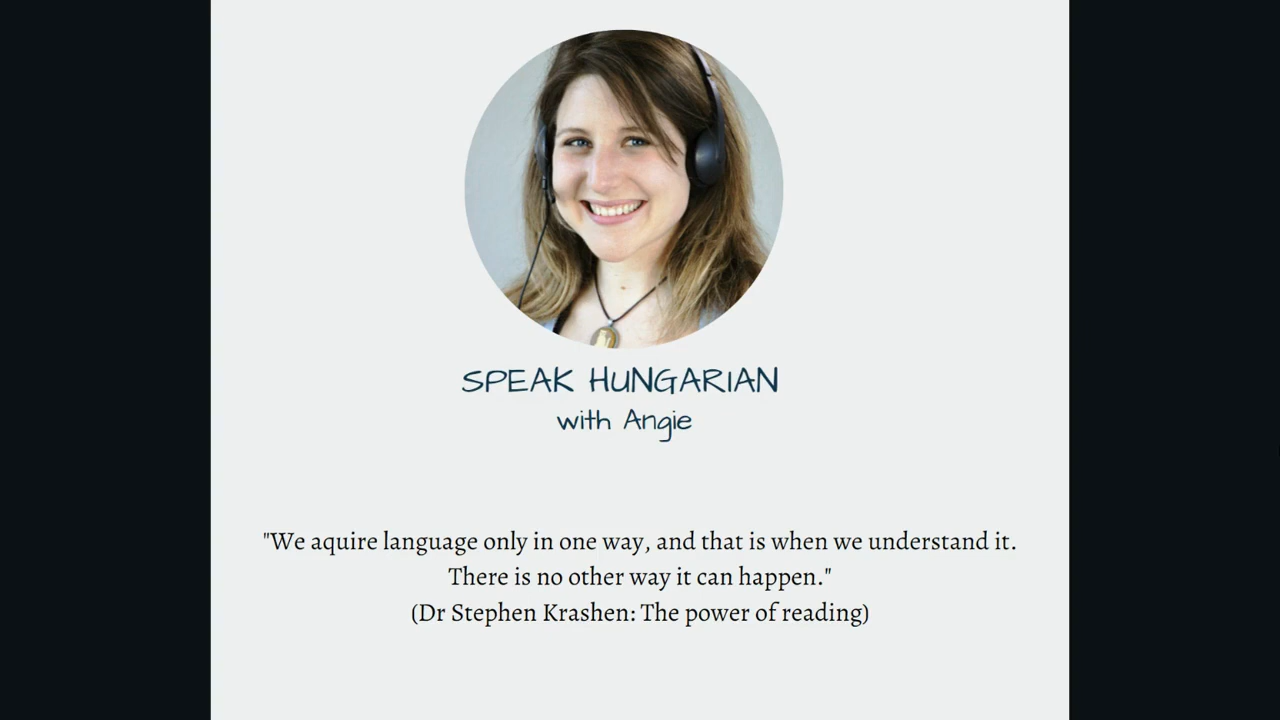 SPEAK HUNGARIAN
with Angie
"We aquire language only in one way, and that is when we understand it.
There is no other way it can happen."
(Dr Stephen Krashen: The power of reading)